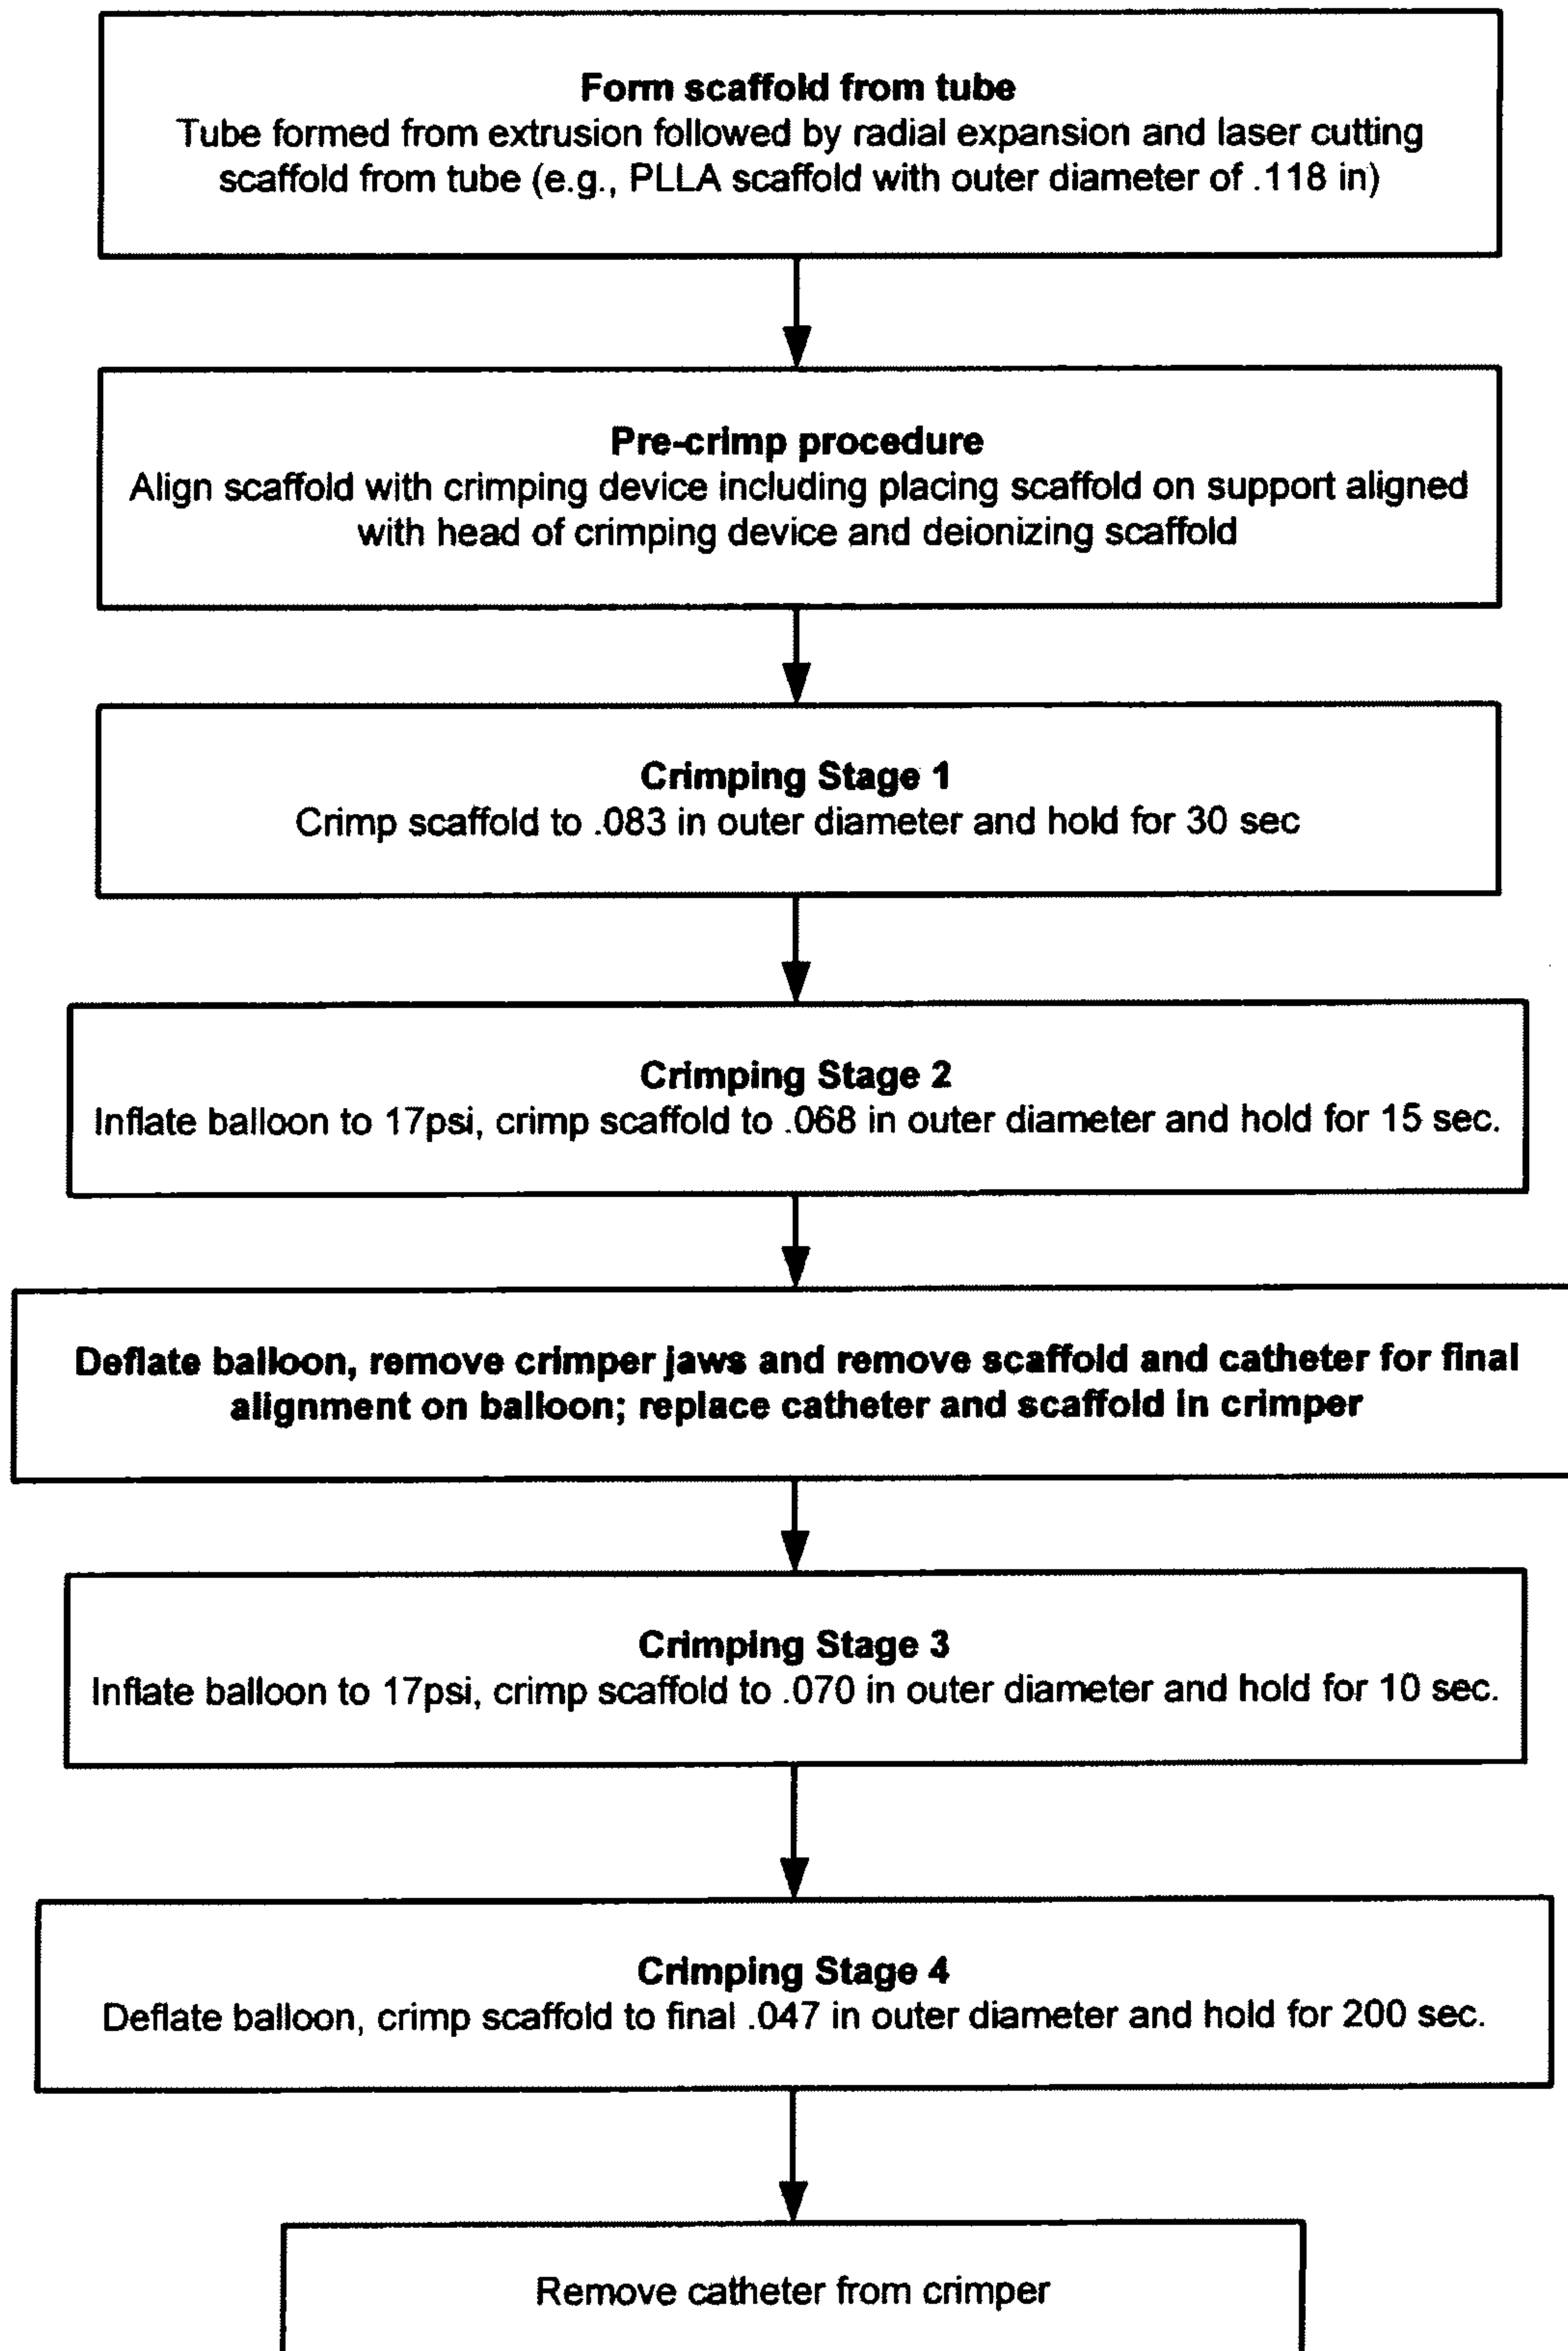 Form scaffold from tube
Tube formed from extrusion followed by radial expansion and laser cutting
scaffold from tube (e.g., PLLA scaffold with outer diameter of .118 in)
Pre-crimp procedure
Align scaffold with crimping device including placing scaffold on support aligned
with head of crimping device and deionizing scaffold
Crimping Stage 1
Crimp scaffold to .083 in outer diameter and hold for 30 sec
Crimping Stage 2
Inflate balloon to 17psi, crimp scaffold to .068 in outer diameter and hold for 15 sec.
Deflate balloon, remove crimper jaws and remove scaffold and catheter for final
alignment on balloon; replace catheter and scaffold in crimper
Crimping Stage 3
Inflate balloon to 17psi, crimp scaffold to .070 in outer diameter and hold for 10 sec.
Crimping Stage 4
Deflate balloon, crimp scaffold to final .047 in outer diameter and hold for 200 sec.
Remove catheter from crimper